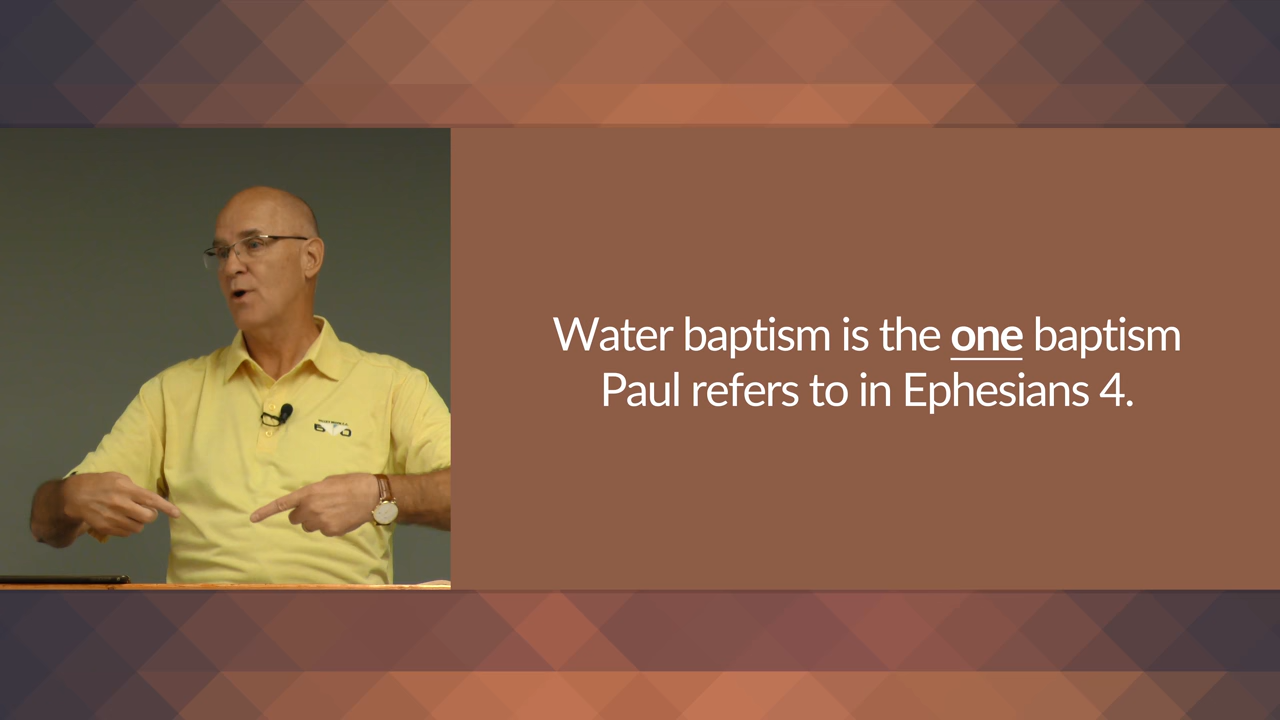 Water baptism is the one baptism
Paul refers to in Ephesians 4.